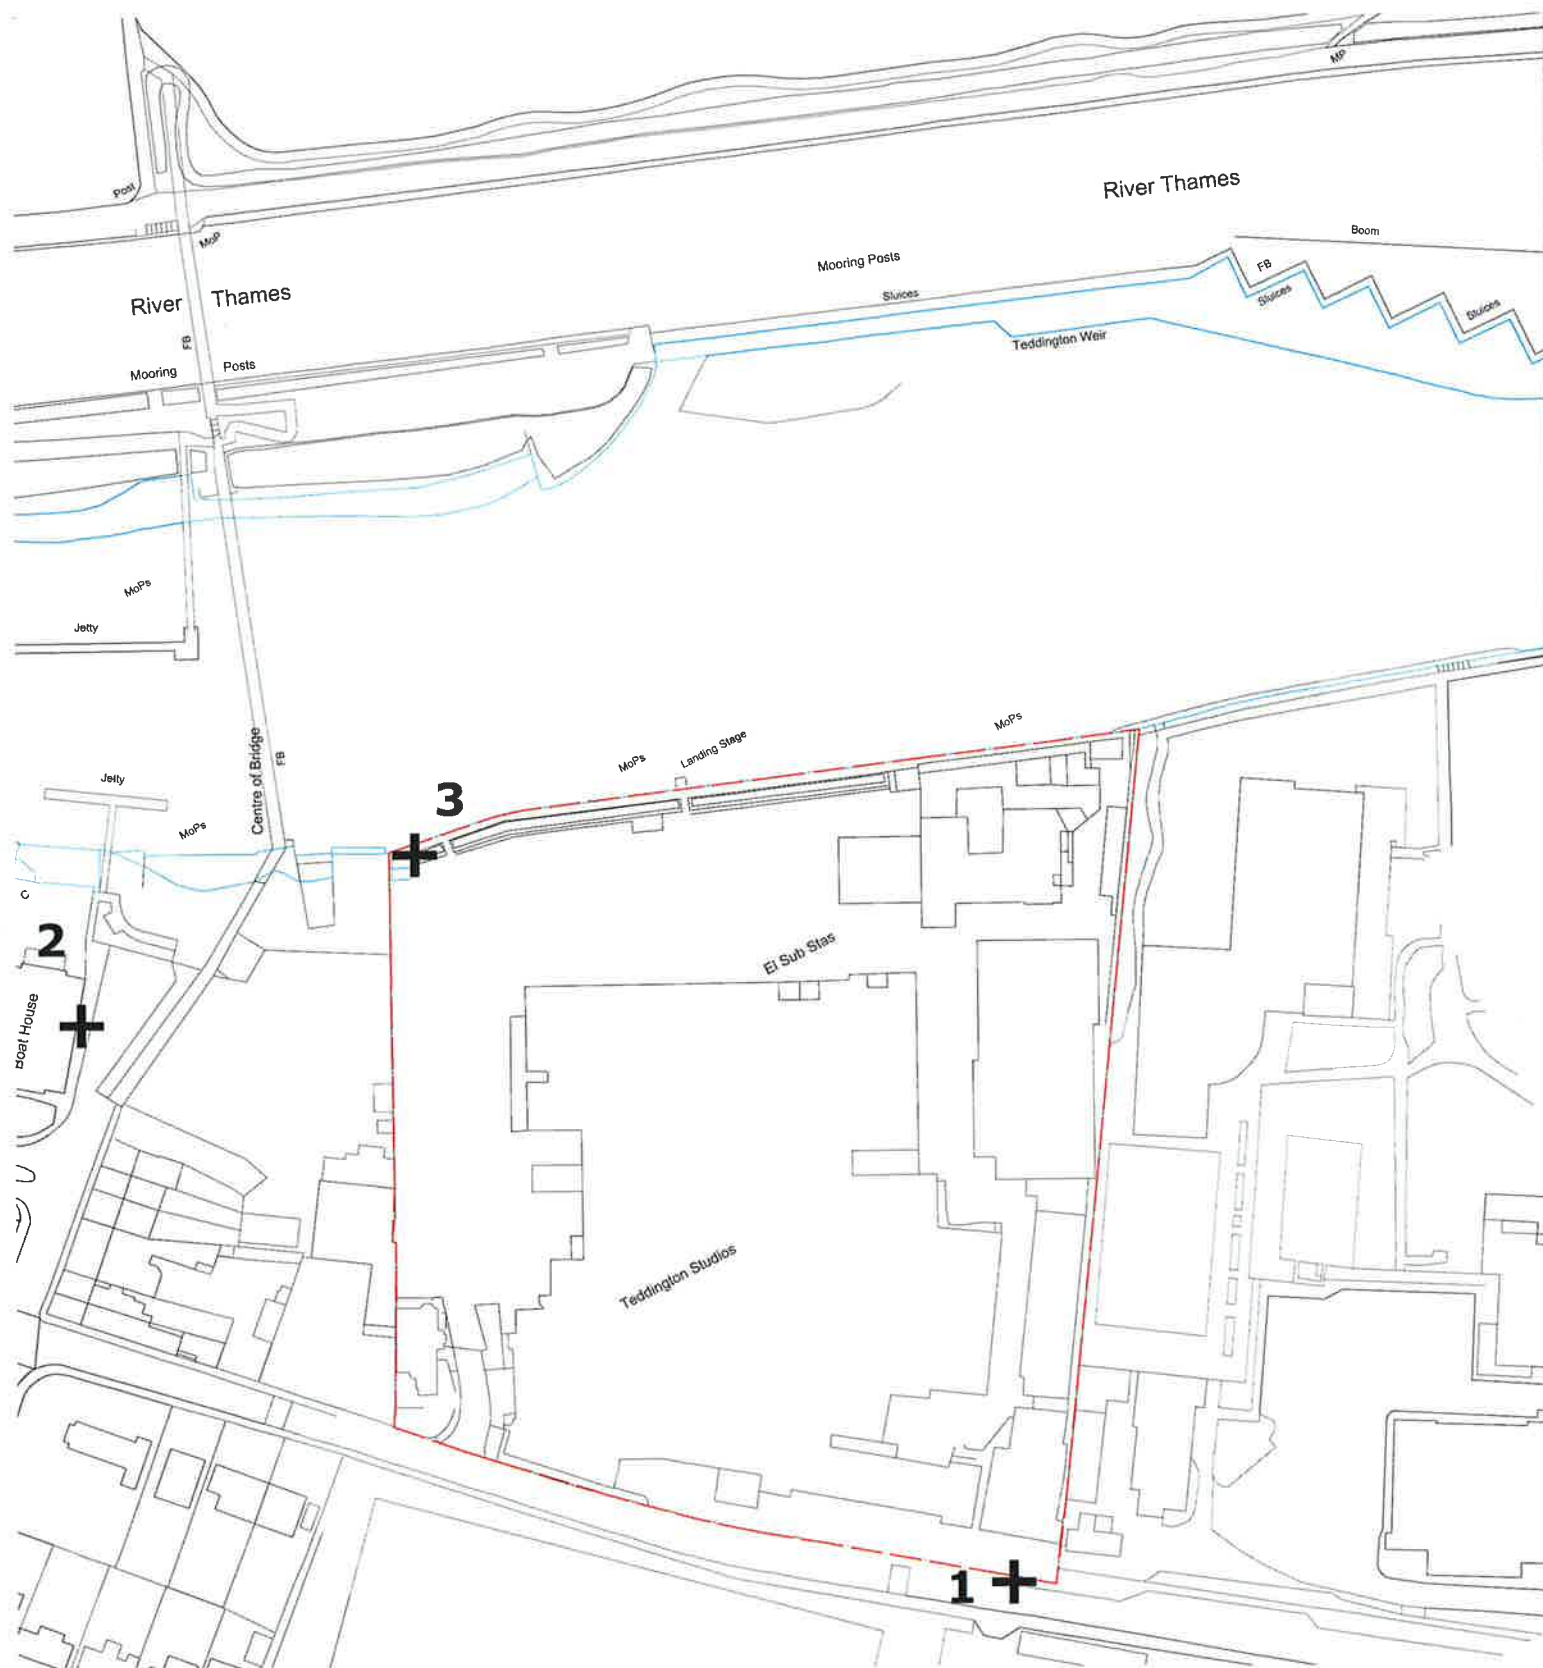 MP
Post
River Thames
MoP
Boom
Mooring Posts
FB
River Thames
Sluices
Sluices
Sluices
FB
Teddington Weir
Mooring Posts
MoPs
Jetty
MoPs
Landing Stage
MoPs
Centre of Bridge
FB
Jetty
3
MoPs
C
2
El Sub Stas
Boat House
Teddington Studios
1